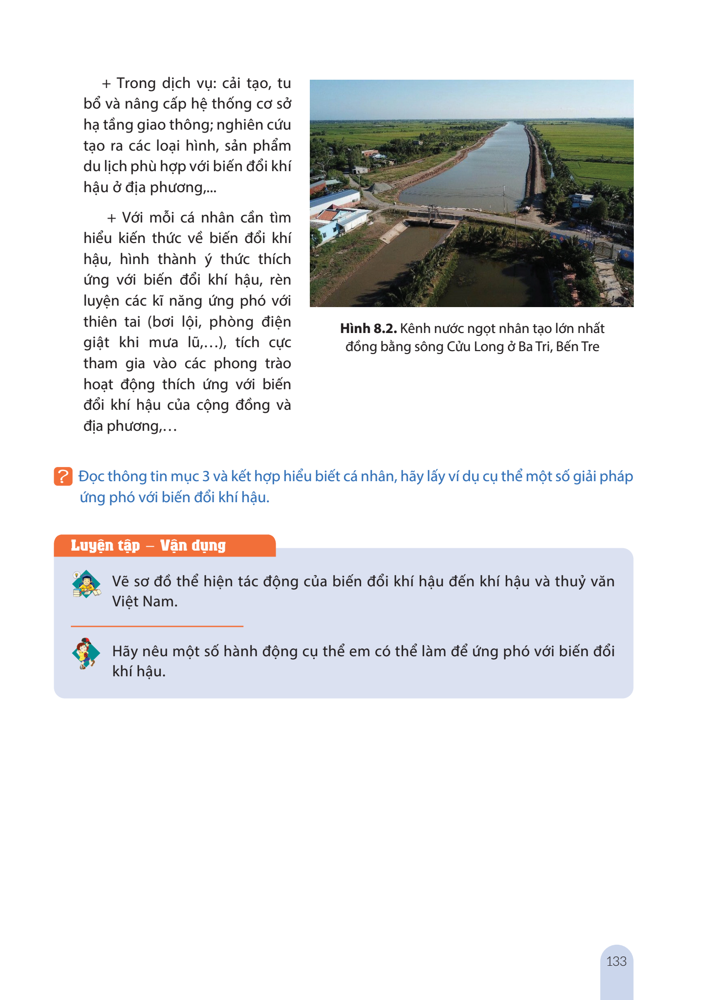 + Trong dịch vụ: cải tạo, tu
bổ và nâng cấp hệ thống cơ sở
hạ tầng giao thông; nghiên cứu
tạo ra các loại hình, sản phẩm
du lịch phù hợp với biến đổi khí
hậu ở địa phương,...
+ Với mỗi cá nhân cần tìm
hiểu kiến thức về biến đổi khí
hậu, hình thành ý thức thích
ứng với biến đổi khí hậu, rèn
luyện các kĩ năng ứng phó với
thiên tai (bơi lội, phòng điện
giật khi mưa lũ,…), tích cực
tham gia vào các phong trào
hoạt động thích ứng với biến
đổi khí hậu của cộng đồng và
địa phương,…
Hình 8.2. Kênh nước ngọt nhân tạo lớn nhất
đồng bằng sông Cửu Long ở Ba Tri, Bến Tre
? Đọc thông tin mục 3 và kết hợp hiểu biết cá nhân, hãy lấy ví dụ cụ thể một số giải pháp
ứng phó với biến đổi khí hậu.
Luyện tập – Vận dụng
Vẽ sơ đồ thể hiện tác động của biến đổi khí hậu đến khí hậu và thuỷ văn
Việt Nam.
Hãy nêu một số hành động cụ thể em có thể làm để ứng phó với biến đổi
khí hậu.
133